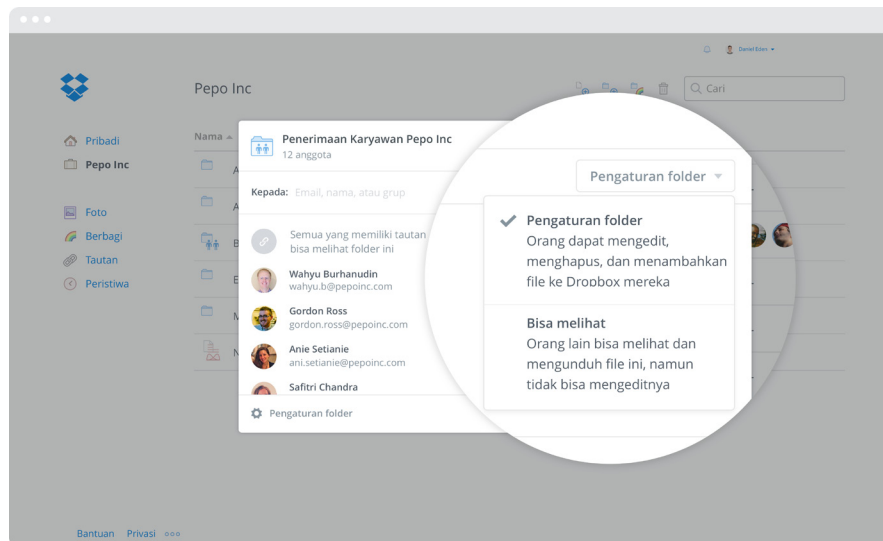 Daniel Eden
Pepo Inc
Cari
Pribadi
Pepo Inc
Foto
Berbagi
Tautan
Peristiwa
Nama
A
A
B
E
M
N
Penerimaan Karyawan Pepo Inc
12 anggota
Kepada: Email, nama, atau grup
Semua yang memiliki tautan
bisa melihat folder ini
Wahyu Burhanudin
wahyu.b@pepoinc.com
Gordon Ross
gordon.ross@pepoinc.com
Anie Setianie
ani.setianie@pepoinc.com
Safitri Chandra
Pengaturan folder
Pengaturan folder
Pengaturan folder
Orang dapat mengedit,
menghapus, dan menambahkan
file ke Dropbox mereka
Bisa melihat
Orang lain bisa melihat dan
mengunduh file ini, namun
tidak bisa mengeditnya
Bantuan Privasi